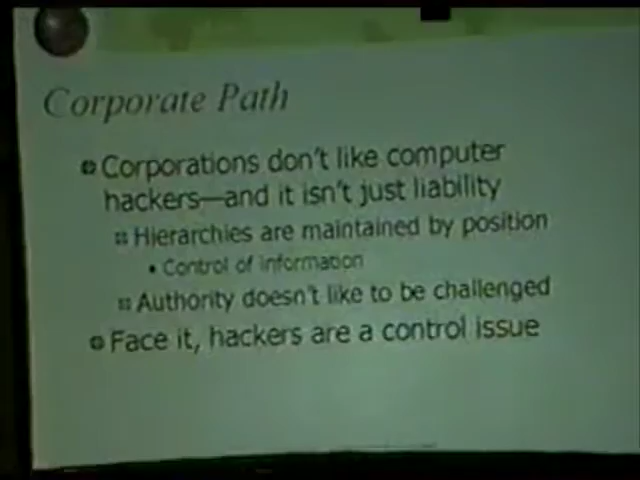 Corporate Path
Corporations don't like computer
hackers—and it isn't just liability
Hierarchies are maintained by position
• Control of information
Authority doesn't like to be challenged
Face it, hackers are a control issue